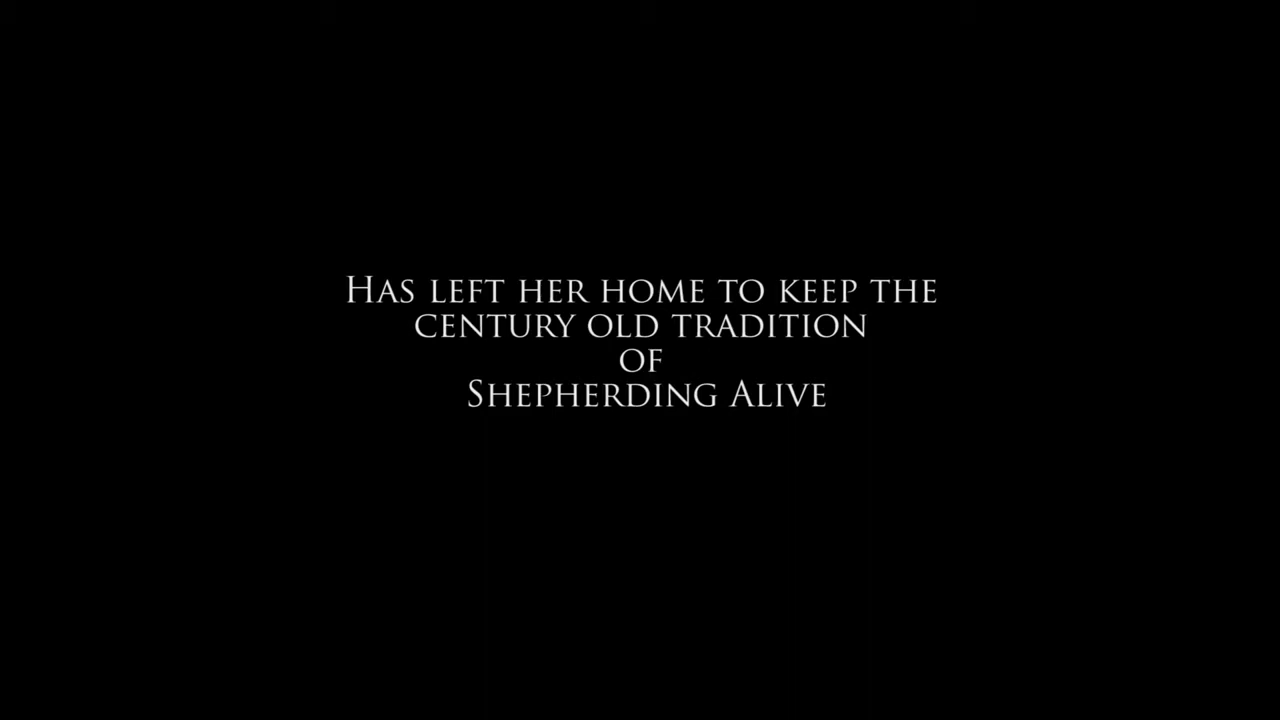 Has left her home to keep the
century old tradition
of
Shepherding Alive